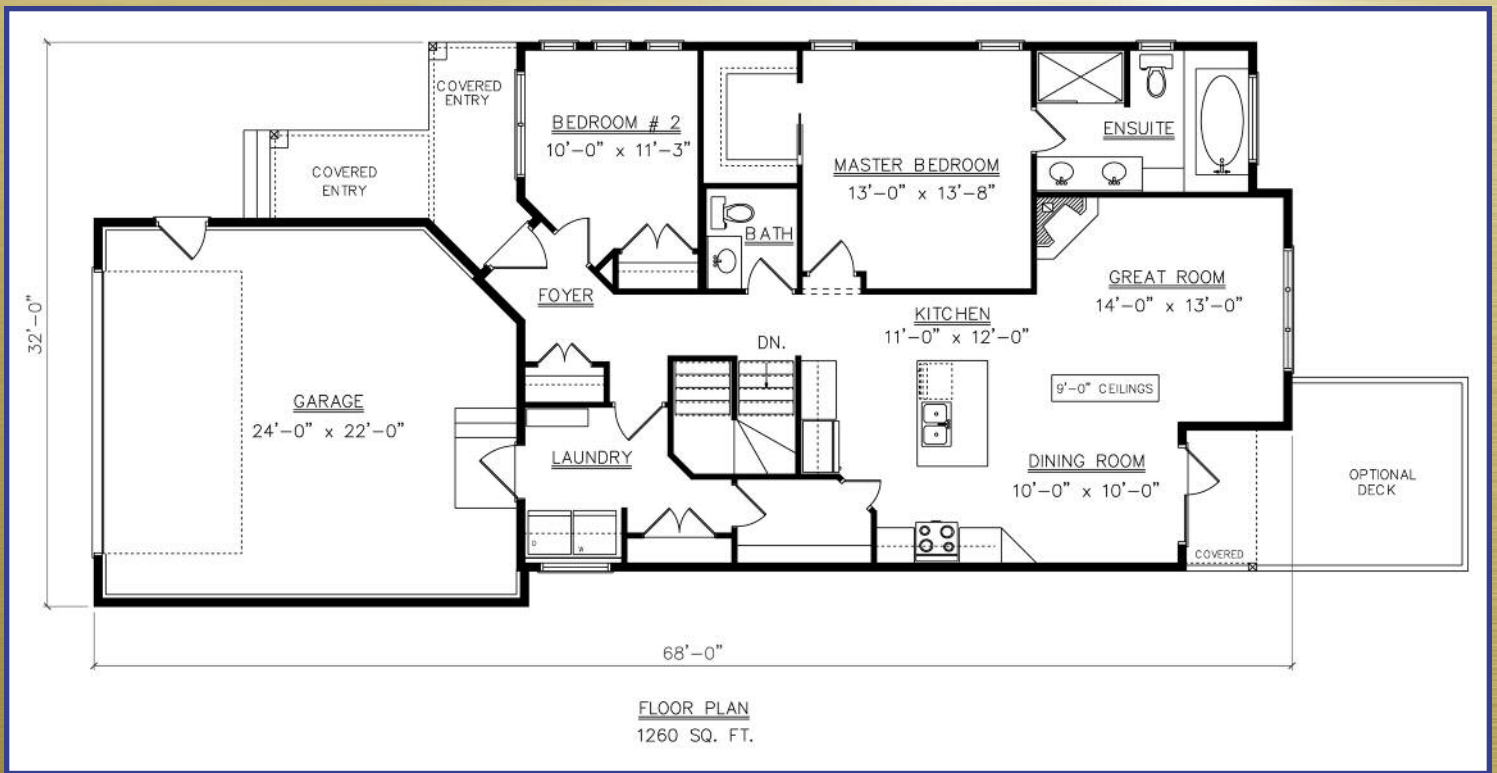 COVERED
ENTRY
COVERED
ENTRY
BEDROOM # 2
10'-0" x 11'-3"
MASTER BEDROOM
13'-0" x 13'-8"
ENSUITE
BATH
FOYER
GREAT ROOM
14'-0" x 13'-0"
KITCHEN
11'-0" x 12'-0"
DN.
9'-0" CEILINGS
32'-0"
GARAGE
24'-0" x 22'-0"
LAUNDRY
DINING ROOM
10'-0" x 10'-0"
OPTIONAL
DECK
D
W
COVERED
68'-0"
FLOOR PLAN
1260 SQ. FT.